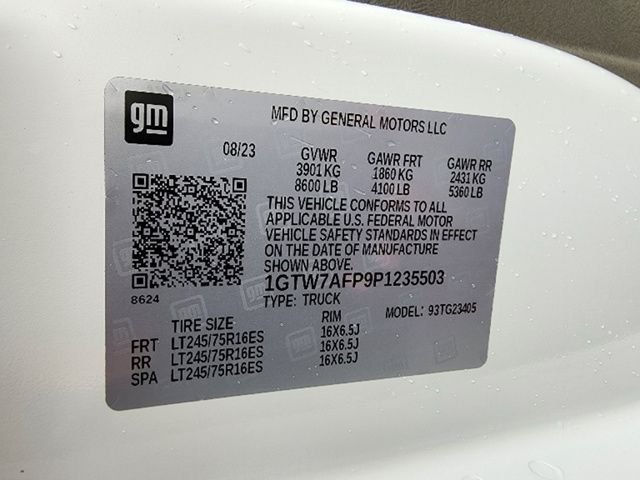 gm
MFD BY GENERAL MOTORS LLC
08/23 GVWR GAWR FRT GAWR RR
3901 KG 1860 KG 2431 KG
8600 LB 4100 LB 5360 LB
THIS VEHICLE CONFORMS TO ALL
APPLICABLE U.S. FEDERAL MOTOR
VEHICLE SAFETY STANDARDS IN EFFECT
ON THE DATE OF MANUFACTURE
SHOWN ABOVE.
8624
1GTW7AFP9P1235503
TYPE: TRUCK MODEL: 93TG23405
TIRE SIZE RIM
FRT LT245/75R16ES 16X6.5J
RR LT245/75R16ES 16X6.5J
SPA LT245/75R16ES 16X6.5J